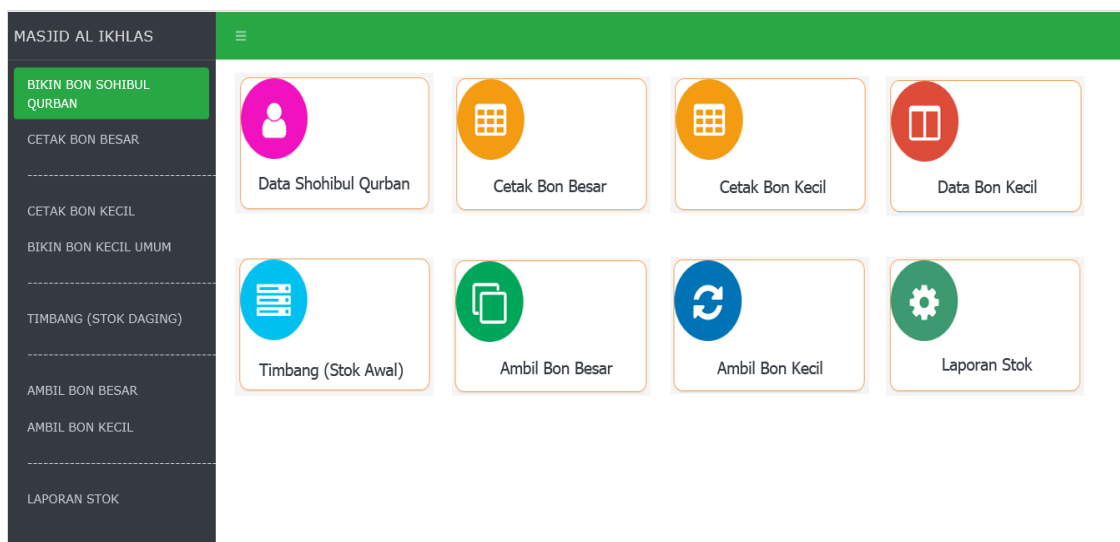 MASJID AL IKHLAS
BIKIN BON SOHIBUL
QURBAN
CETAK BON BESAR
CETAK BON KECIL
BIKIN BON KECIL UMUM
TIMBANG (STOK DAGING)
AMBIL BON BESAR
AMBIL BON KECIL
LAPORAN STOK
Data Shohibul Qurban
Cetak Bon Besar
Cetak Bon Kecil
Data Bon Kecil
Timbang (Stok Awal)
Ambil Bon Besar
Ambil Bon Kecil
Laporan Stok